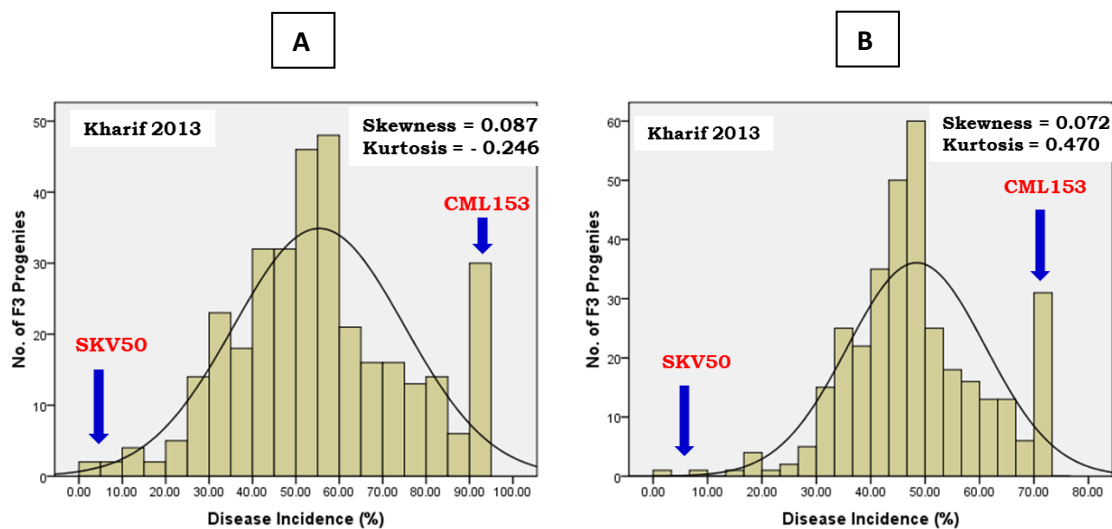 A
Kharif 2013
Skewness = 0.087
Kurtosis = - 0.246
CML153
SKV50
No. of F3 Progenies
50
40
30
20
10
0
0.00 10.00 20.00 30.00 40.00 50.00 60.00 70.00 80.00 90.00 100.00
Disease Incidence (%)
B
Kharif 2013
Skewness = 0.072
Kurtosis = 0.470
CML153
SKV50
No. of F3 Progenies
60
50
40
30
20
10
0
0.00 10.00 20.00 30.00 40.00 50.00 60.00 70.00 80.00
Disease Incidence (%)